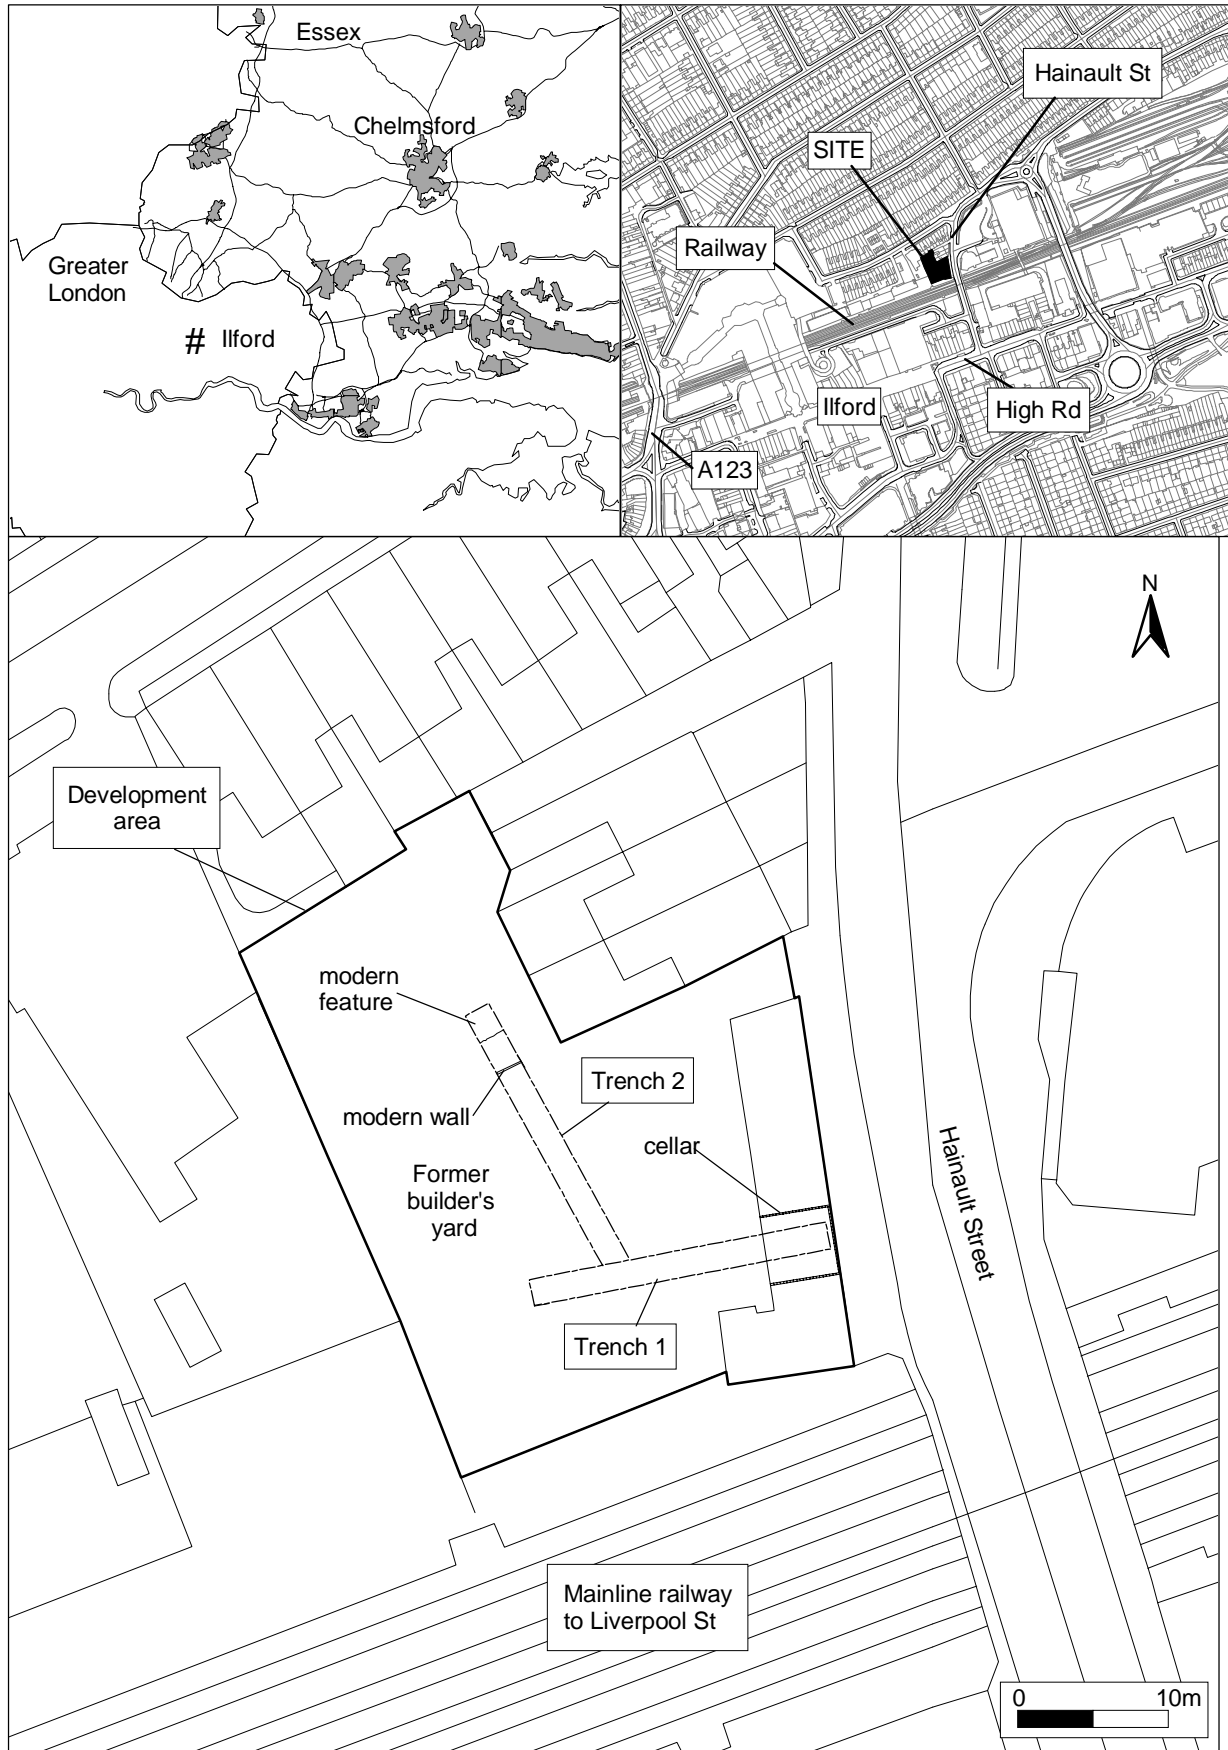 Essex
Chelmsford
Greater
London
# Ilford
Hainault St
SITE
Railway
Ilford
High Rd
A123
N
Development
area
modern
feature
Trench 2
modern wall
cellar
Former
builder's
yard
Hainault Street
Trench 1
Mainline railway
to Liverpool St
0 10m